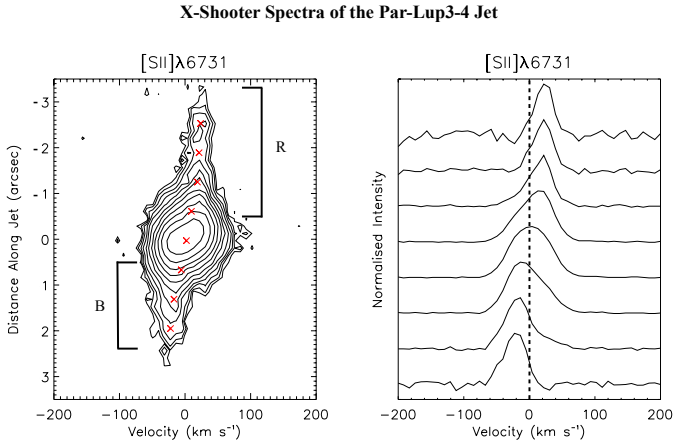 X-Shooter Spectra of the Par-Lup3-4 Jet
[SII]λ6731
Distance Along Jet (arcsec)
-3
-2
-1
0
1
2
3
R
B
-200 -100 0 100 200
Velocity (km s⁻¹)
[SII]λ6731
Normalised Intensity
-200 -100 0 100 200
Velocity (km s⁻¹)